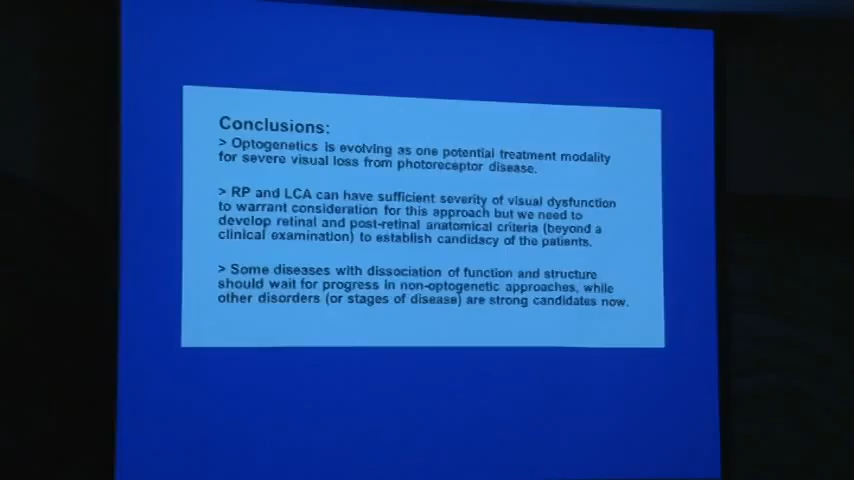 Conclusions:
> Optogenetics is evolving as one potential treatment modality
for severe visual loss from photoreceptor disease.
> RP and LCA can have sufficient severity of visual dysfunction
to warrant consideration for this approach but we need to
develop retinal and post-retinal anatomical criteria (beyond a
clinical examination) to establish candidacy of the patients.
> Some diseases with dissociation of function and structure
should wait for progress in non-optogenetic approaches, while
other disorders (or stages of disease) are strong candidates now.